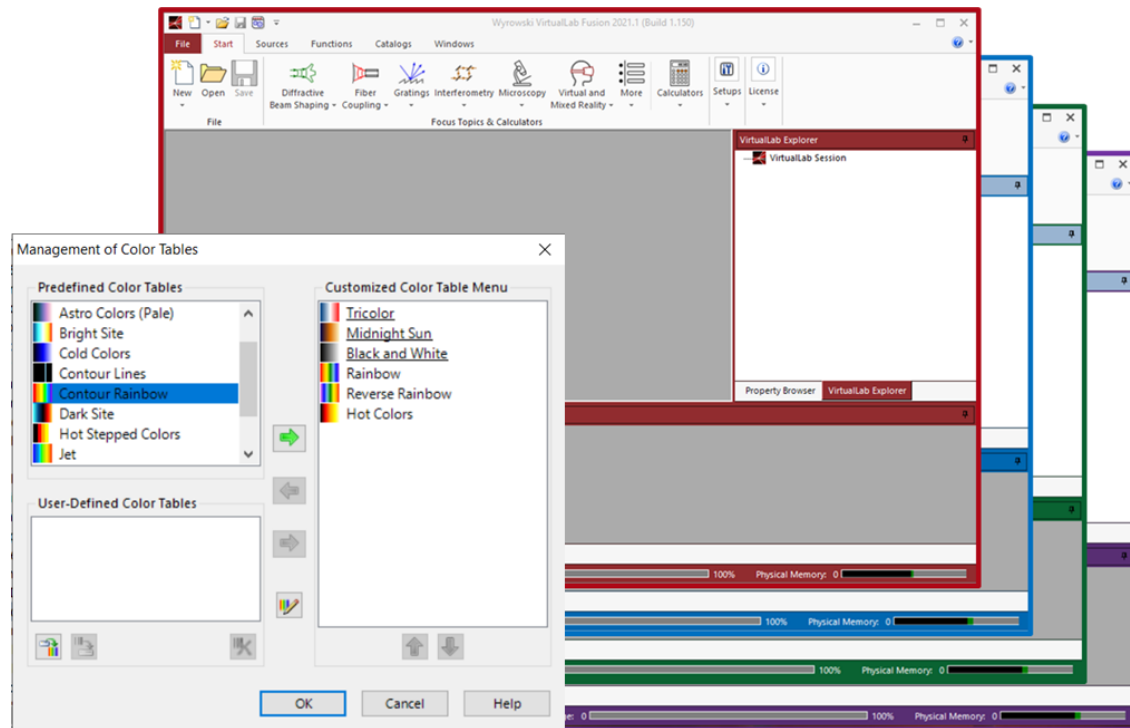 Wyrowski VirtualLab Fusion 2021.1 (Build 1.150)
File Start Sources Functions Catalogs Windows
New Open Save Diffractive Beam Shaping Fiber Coupling Gratings Interferometry Microscopy Virtual and Mixed Reality More Calculators Setups License
File Focus Topics & Calculators
VirtualLab Explorer
VirtualLab Session
Property Browser VirtualLab Explorer
100% Physical Memory: 0
100% Physical Memory: 0
100% Physical Memory: 0
0 100% Physical Memory: 0
Management of Color Tables
Predefined Color Tables
Astro Colors (Pale)
Bright Site
Cold Colors
Contour Lines
Contour Rainbow
Dark Site
Hot Stepped Colors
Jet
User-Defined Color Tables
Customized Color Table Menu
Tricolor
Midnight Sun
Black and White
Rainbow
Reverse Rainbow
Hot Colors
OK Cancel Help